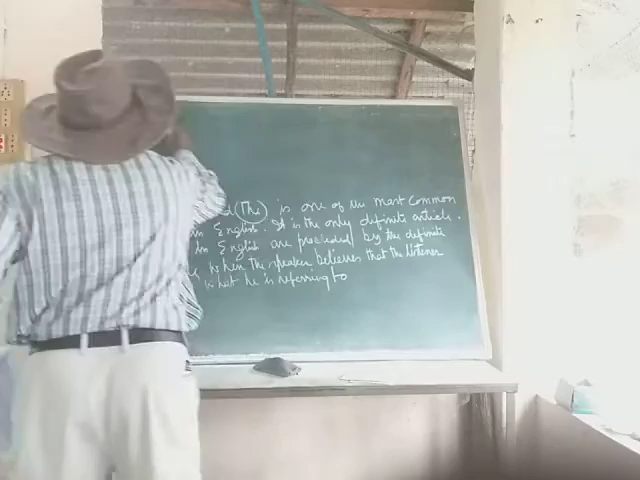 (The) is one of the most common
in English. It is the only definite article.
In English are preceded by the definite
When the speaker believes that the listener
what he is referring to